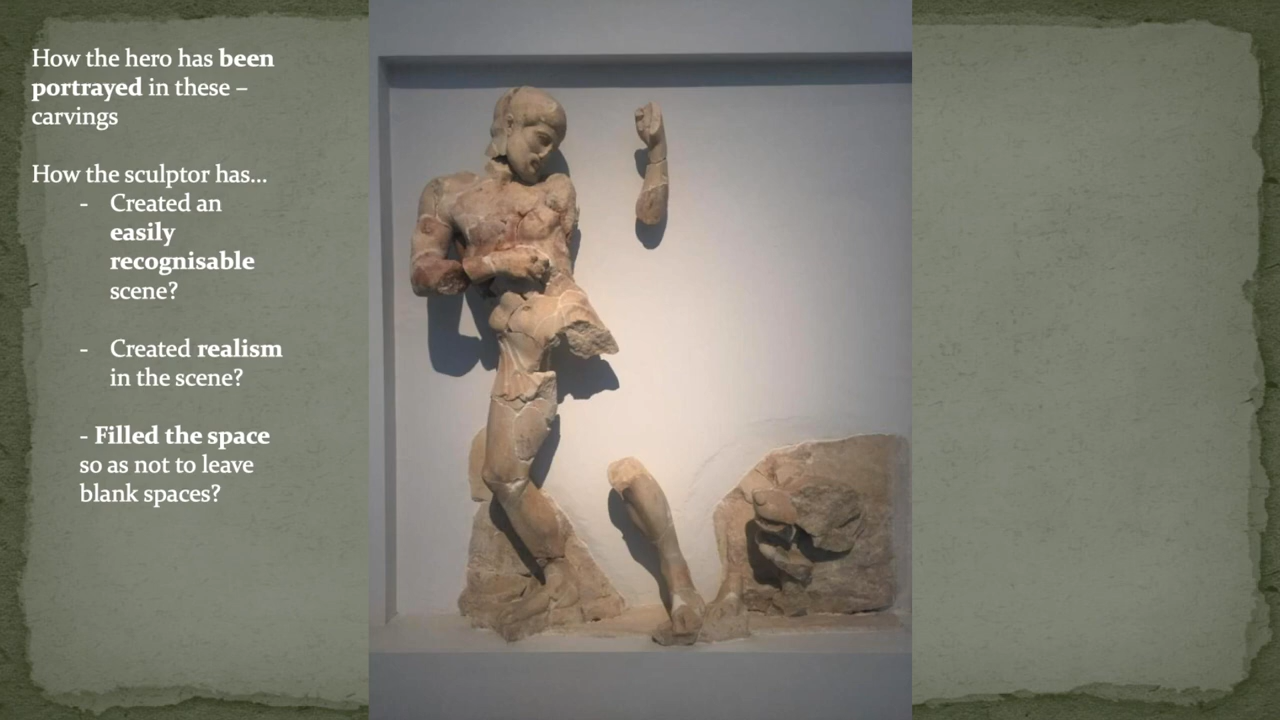 How the hero has been
portrayed in these –
carvings
How the sculptor has...
- Created an
easily
recognisable
scene?
- Created realism
in the scene?
- Filled the space
so as not to leave
blank spaces?